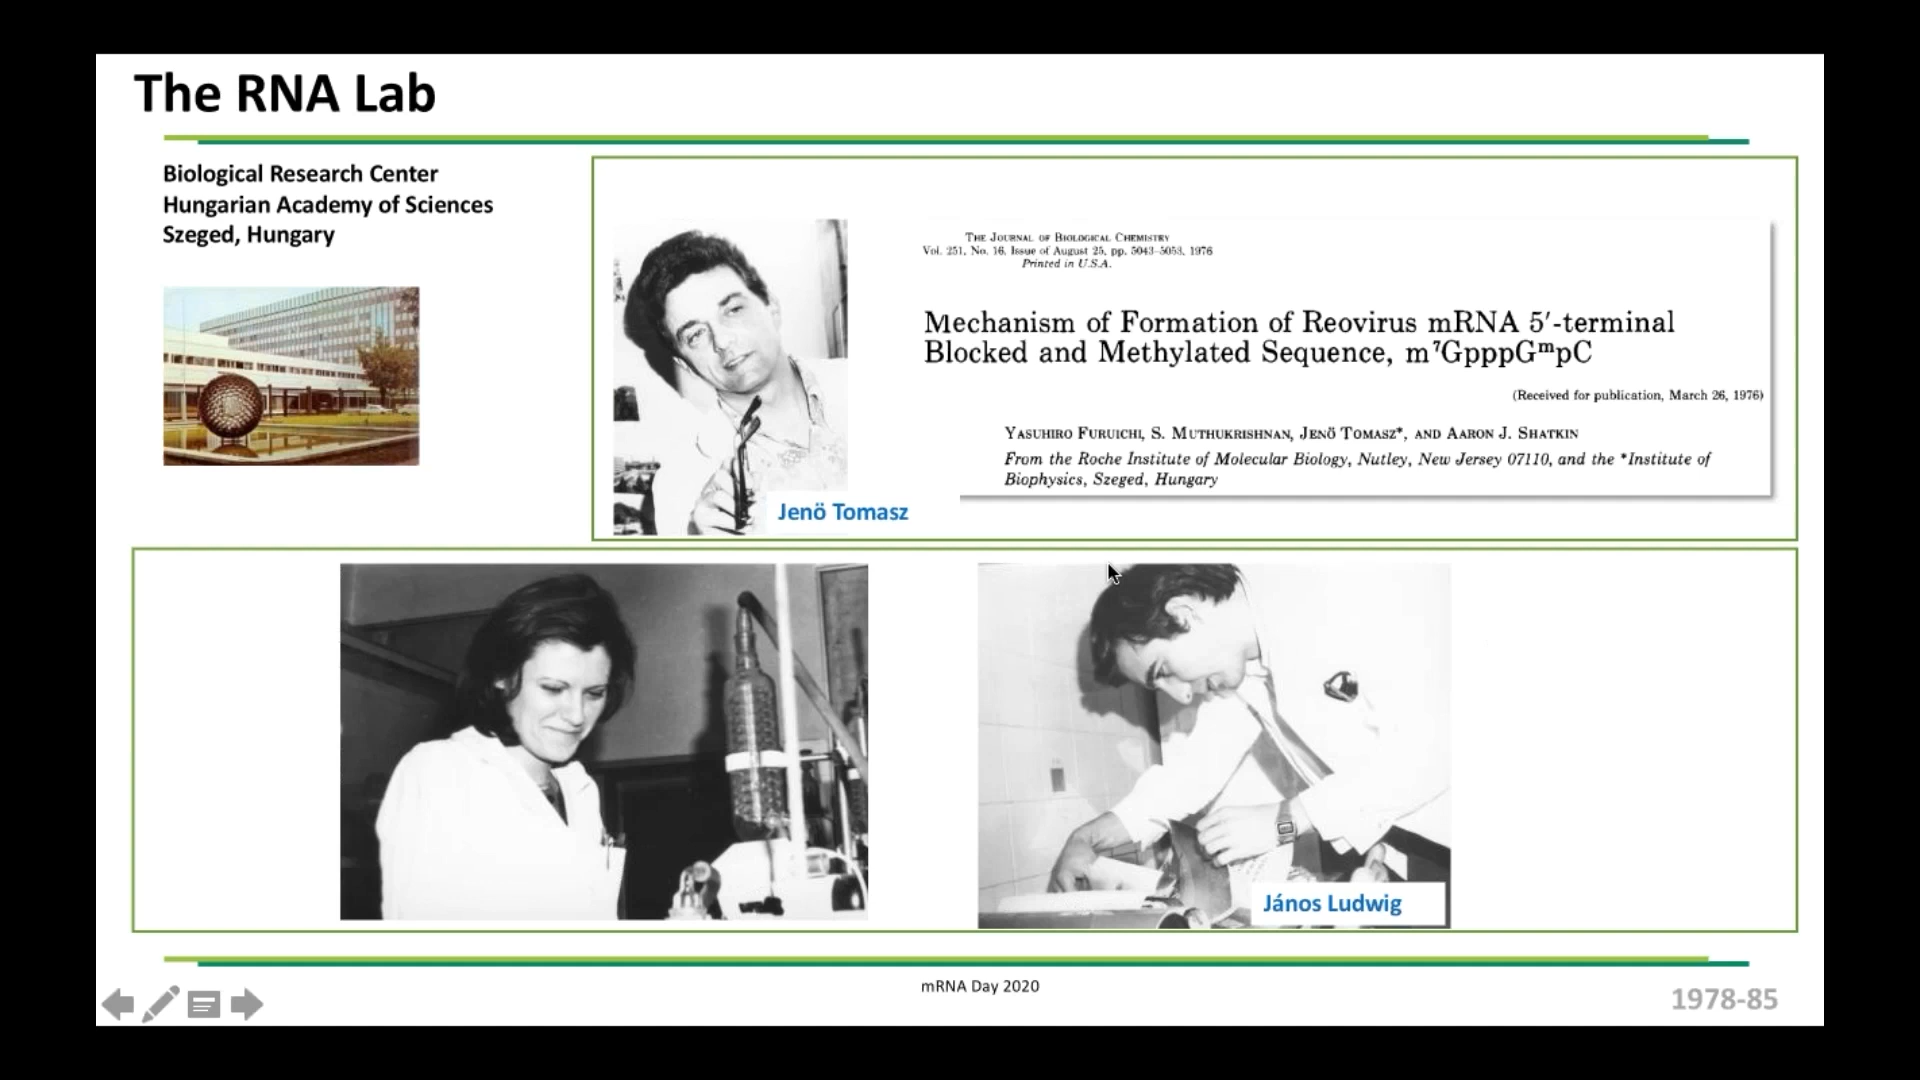 The RNA Lab
Biological Research Center
Hungarian Academy of Sciences
Szeged, Hungary
THE JOURNAL OF BIOLOGICAL CHEMISTRY
Vol. 251, No. 16, Issue of August 25, pp. 5043-5053, 1976
Printed in U.S.A.
Mechanism of Formation of Reovirus mRNA 5′-terminal
Blocked and Methylated Sequence, m⁷GpppGᵐpC
(Received for publication, March 26, 1976)
YASUHIRO FURUICHI, S. MUTHUKRISHNAN, JENÖ TOMASZ*, AND AARON J. SHATKIN
From the Roche Institute of Molecular Biology, Nutley, New Jersey 07110, and the *Institute of
Biophysics, Szeged, Hungary
Jenö Tomasz
János Ludwig
mRNA Day 2020
1978-85